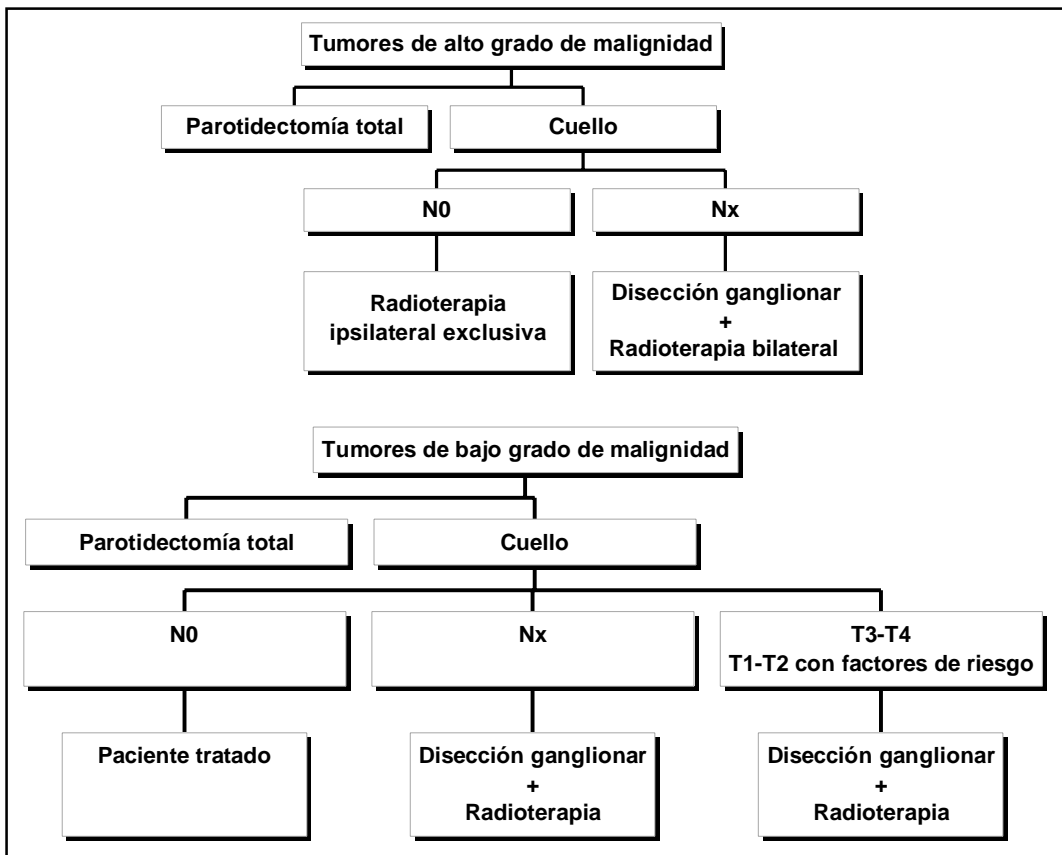 Tumores de alto grado de malignidad
Parotidectomía total
Cuello
N0
Nx
Radioterapia
ipsilateral exclusiva
Disección ganglionar
+
Radioterapia bilateral
Tumores de bajo grado de malignidad
Parotidectomía total
Cuello
N0
Nx
T3-T4
T1-T2 con factores de riesgo
Paciente tratado
Disección ganglionar
+
Radioterapia
Disección ganglionar
+
Radioterapia